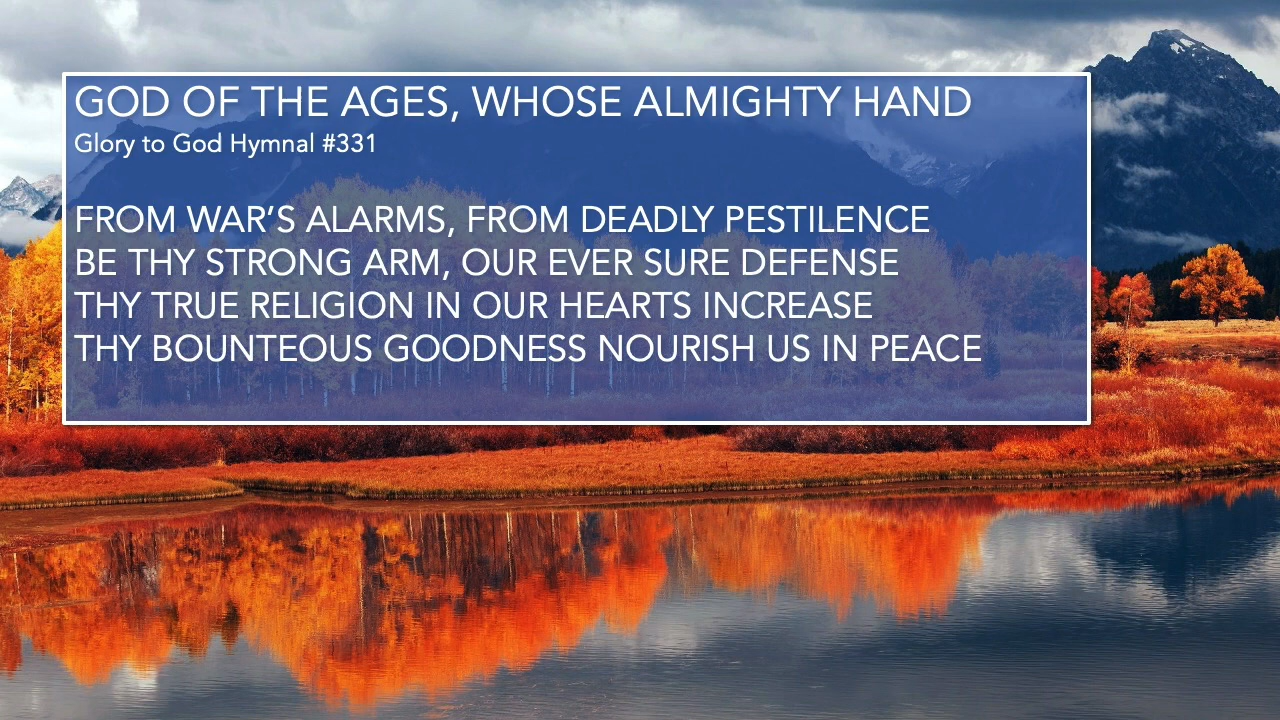 GOD OF THE AGES, WHOSE ALMIGHTY HAND
Glory to God Hymnal #331
FROM WAR’S ALARMS, FROM DEADLY PESTILENCE
BE THY STRONG ARM, OUR EVER SURE DEFENSE
THY TRUE RELIGION IN OUR HEARTS INCREASE
THY BOUNTEOUS GOODNESS NOURISH US IN PEACE